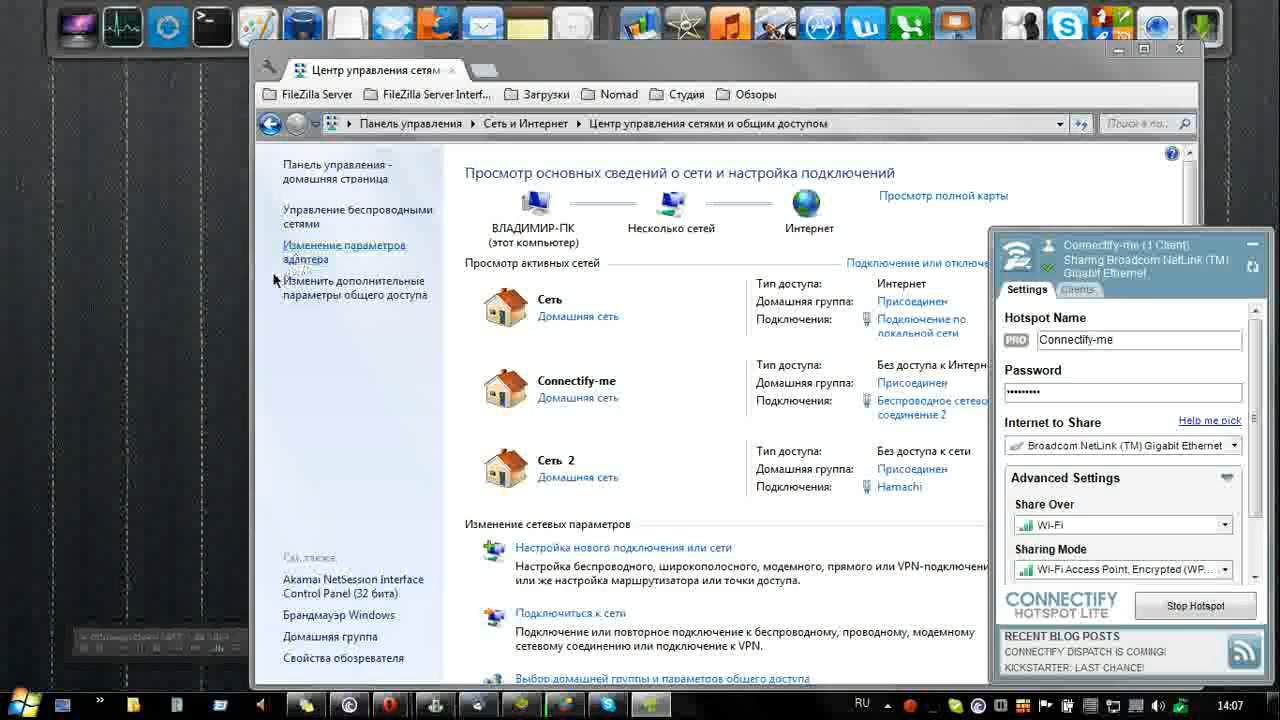 Центр управления сетям
FileZilla Server
FileZilla Server Interf...
Загрузки
Nomad
Студия
Обзоры
Панель управления
Сеть и Интернет
Центр управления сетями и общим доступом
Поиск в па...
Панель управления -
домашняя страница
Управление беспроводными
сетями
Изменение параметров
адаптера
Изменить дополнительные
параметры общего доступа
См. также
Akamai NetSession Interface
Control Panel (32 бита)
Брандмауэр Windows
Домашняя группа
Свойства обозревателя
Просмотр основных сведений о сети и настройка подключений
Просмотр полной карты
ВЛАДИМИР-ПК
(этот компьютер)
Несколько сетей
Интернет
Просмотр активных сетей
Подключение или отключе
Сеть
Домашняя сеть
Тип доступа: Интернет
Домашняя группа: Присоединен
Подключения: Подключение по
локальной сети
Connectify-me
Домашняя сеть
Тип доступа: Без доступа к Интерн
Домашняя группа: Присоединен
Подключения: Беспроводное сетево
соединение 2
Сеть 2
Домашняя сеть
Тип доступа: Без доступа к сети
Домашняя группа: Присоединен
Подключения: Hamachi
Изменение сетевых параметров
Настройка нового подключения или сети
Настройка беспроводного, широкополосного, модемного, прямого или VPN-подключени
или же настройка маршрутизатора или точки доступа.
Подключиться к сети
Подключение или повторное подключение к беспроводному, проводному, модемному
сетевому соединению или подключение к VPN.
Выбор домашней группы и параметров общего доступа
Connectify-me (1 Client)
Sharing Broadcom NetLink (TM)
Gigabit Ethernet
Settings
Clients
Hotspot Name
PRO
Connectify-me
Password
Internet to Share
Help me pick
Broadcom NetLink (TM) Gigabit Ethernet
Advanced Settings
Share Over
Wi-Fi
Sharing Mode
Wi-Fi Access Point, Encrypted (WP...
CONNECTIFY
HOTSPOT LITE
Stop Hotspot
RECENT BLOG POSTS
CONNECTIFY DISPATCH IS COMING!
KICKSTARTER: LAST CHANCE!
RU
14:07